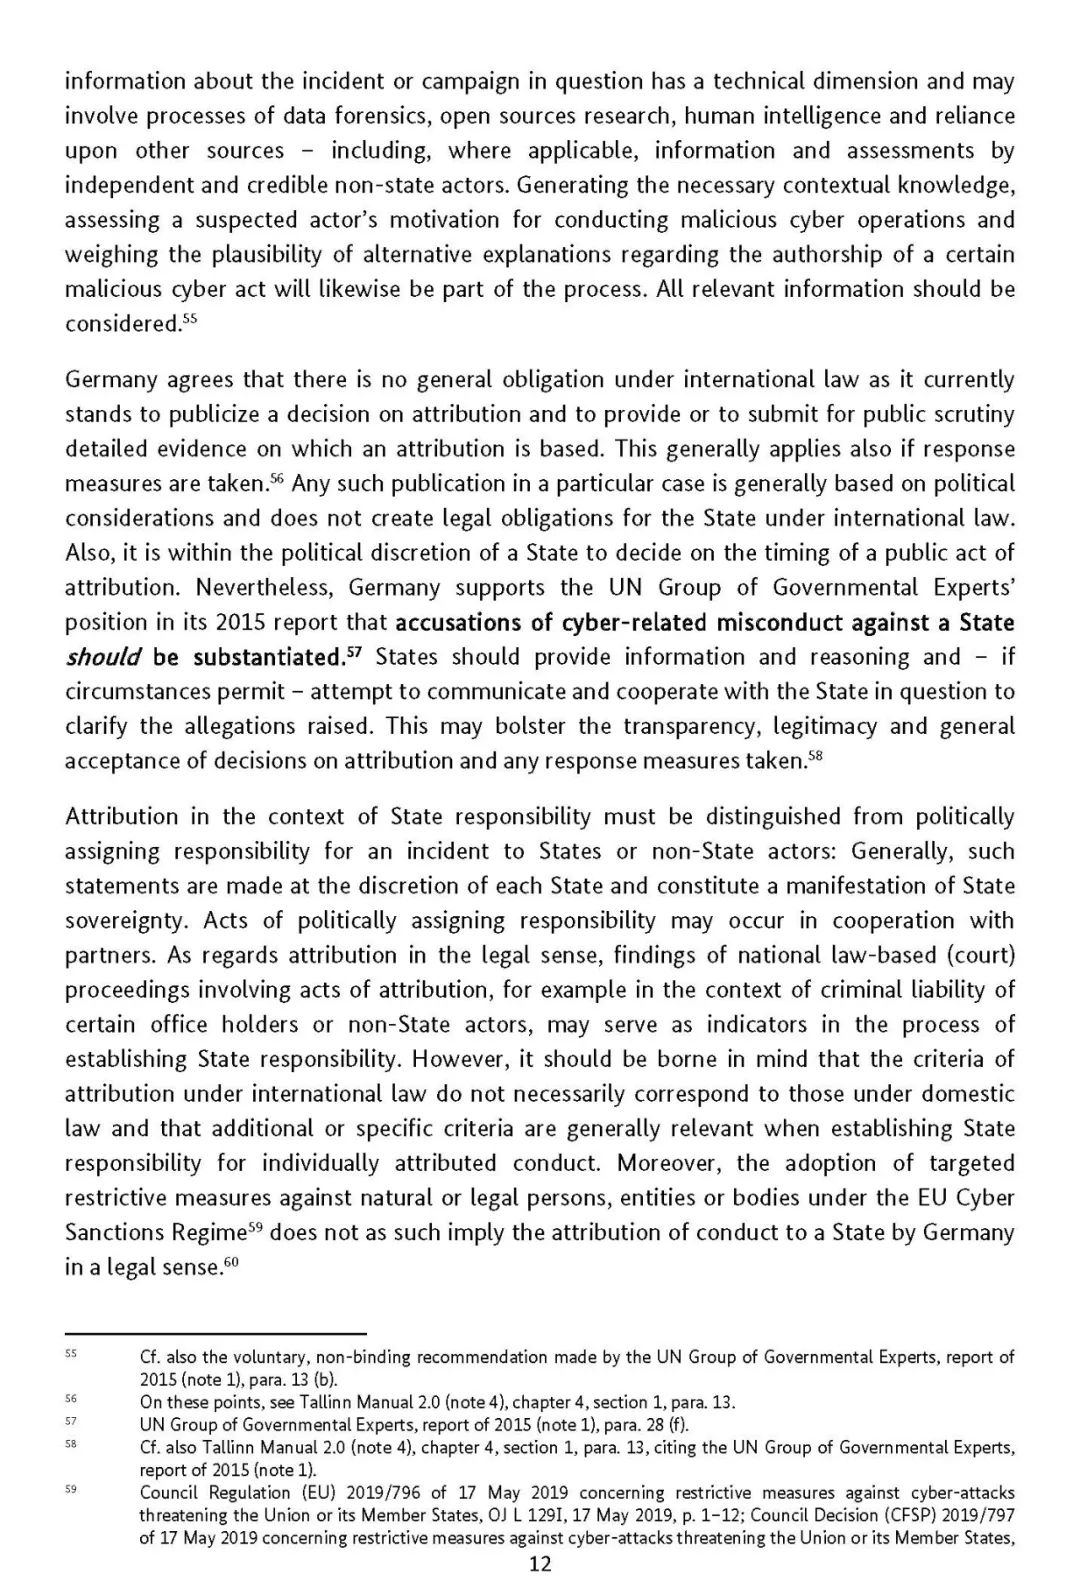 information about the incident or campaign in question has a technical dimension and may
involve processes of data forensics, open sources research, human intelligence and reliance
upon other sources – including, where applicable, information and assessments by
independent and credible non-state actors. Generating the necessary contextual knowledge,
assessing a suspected actor’s motivation for conducting malicious cyber operations and
weighing the plausibility of alternative explanations regarding the authorship of a certain
malicious cyber act will likewise be part of the process. All relevant information should be
considered.55
Germany agrees that there is no general obligation under international law as it currently
stands to publicize a decision on attribution and to provide or to submit for public scrutiny
detailed evidence on which an attribution is based. This generally applies also if response
measures are taken.56 Any such publication in a particular case is generally based on political
considerations and does not create legal obligations for the State under international law.
Also, it is within the political discretion of a State to decide on the timing of a public act of
attribution. Nevertheless, Germany supports the UN Group of Governmental Experts’
position in its 2015 report that accusations of cyber-related misconduct against a State
should be substantiated.57 States should provide information and reasoning and – if
circumstances permit – attempt to communicate and cooperate with the State in question to
clarify the allegations raised. This may bolster the transparency, legitimacy and general
acceptance of decisions on attribution and any response measures taken.58
Attribution in the context of State responsibility must be distinguished from politically
assigning responsibility for an incident to States or non-State actors: Generally, such
statements are made at the discretion of each State and constitute a manifestation of State
sovereignty. Acts of politically assigning responsibility may occur in cooperation with
partners. As regards attribution in the legal sense, findings of national law-based (court)
proceedings involving acts of attribution, for example in the context of criminal liability of
certain office holders or non-State actors, may serve as indicators in the process of
establishing State responsibility. However, it should be borne in mind that the criteria of
attribution under international law do not necessarily correspond to those under domestic
law and that additional or specific criteria are generally relevant when establishing State
responsibility for individually attributed conduct. Moreover, the adoption of targeted
restrictive measures against natural or legal persons, entities or bodies under the EU Cyber
Sanctions Regime59 does not as such imply the attribution of conduct to a State by Germany
in a legal sense.60
55 Cf. also the voluntary, non-binding recommendation made by the UN Group of Governmental Experts, report of
2015 (note 1), para. 13 (b).
56 On these points, see Tallinn Manual 2.0 (note 4), chapter 4, section 1, para. 13.
57 UN Group of Governmental Experts, report of 2015 (note 1), para. 28 (f).
58 Cf. also Tallinn Manual 2.0 (note 4), chapter 4, section 1, para. 13, citing the UN Group of Governmental Experts,
report of 2015 (note 1).
59 Council Regulation (EU) 2019/796 of 17 May 2019 concerning restrictive measures against cyber-attacks
threatening the Union or its Member States, OJ L 129I, 17 May 2019, p. 1–12; Council Decision (CFSP) 2019/797
of 17 May 2019 concerning restrictive measures against cyber-attacks threatening the Union or its Member States,
12